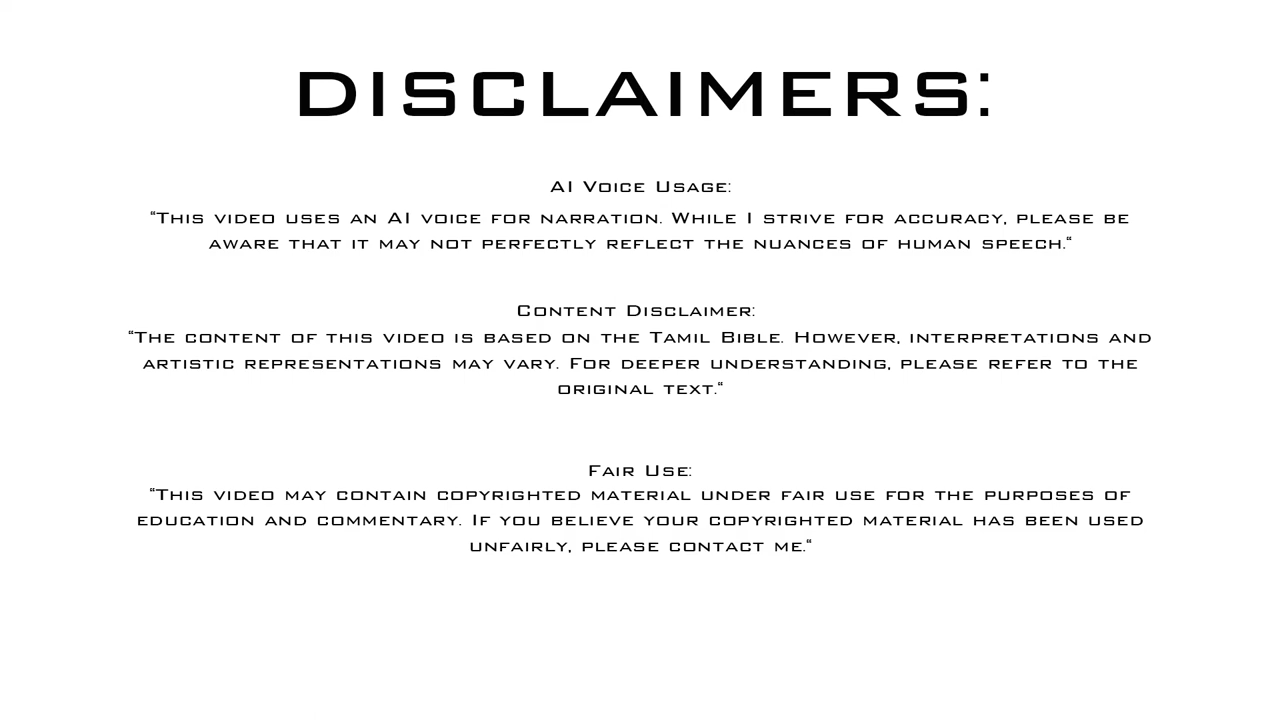 DISCLAIMERS:
AI Voice Usage:
“This video uses an AI voice for narration. While I strive for accuracy, please be
aware that it may not perfectly reflect the nuances of human speech.“
Content Disclaimer:
“The content of this video is based on the Tamil Bible. However, interpretations and
artistic representations may vary. For deeper understanding, please refer to the
original text.“
Fair Use:
“This video may contain copyrighted material under fair use for the purposes of
education and commentary. If you believe your copyrighted material has been used
unfairly, please contact me.“